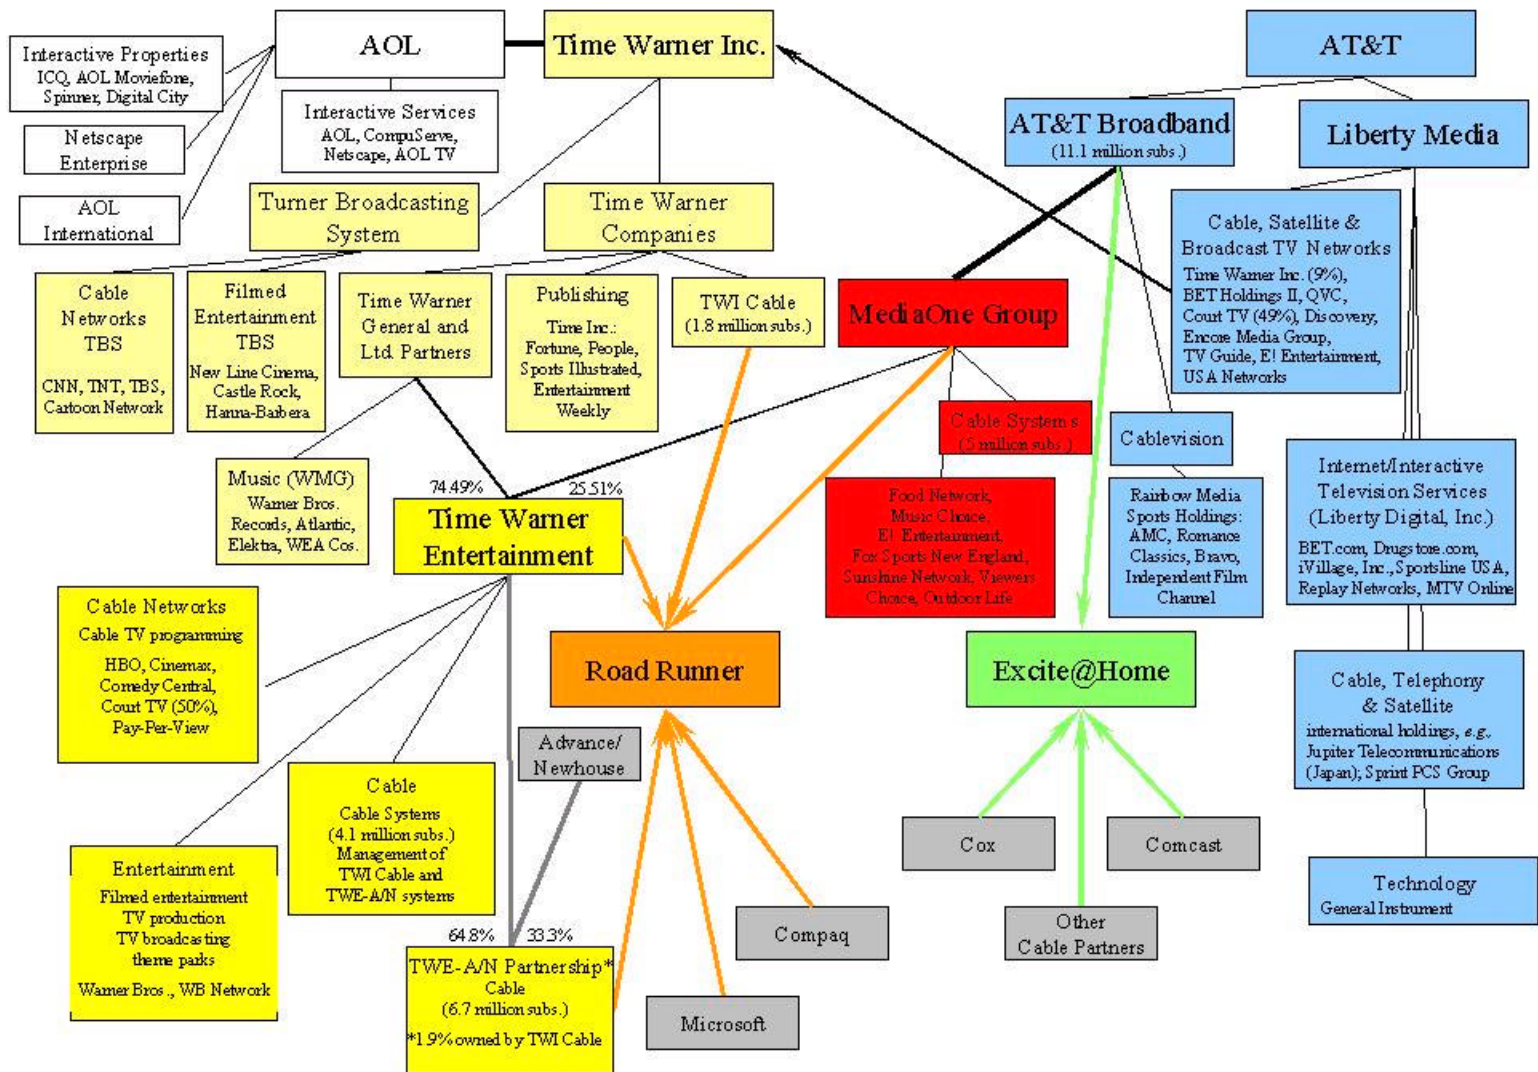 AOL
Time Warner Inc.
AT&T
Interactive Properties
ICQ, AOL Moviefone,
Spinner, Digital City
Netscape
Enterprise
AOL
International
Interactive Services
AOL, CompuServe,
Netscape, AOL TV
AT&T Broadband
(11.1 million subs.)
Liberty Media
Turner Broadcasting
System
Time Warner
Companies
Cable, Satellite &
Broadcast TV Networks
Time Warner Inc. (9%),
BET Holdings II, QVC,
Court TV (49%), Discovery,
Encore Media Group,
TV Guide, E! Entertainment,
USA Networks
Cable
Networks
TBS
CNN, TNT, TBS,
Cartoon Network
Filmed
Entertainment
TBS
New Line Cinema,
Castle Rock,
Hanna-Barbera
Time Warner
General and
Ltd. Partners
Publishing
Time Inc.:
Fortune, People,
Sports Illustrated,
Entertainment
Weekly
TWI Cable
(1.8 million subs.)
MediaOne Group
Cable Systems
(5 million subs.)
Cablevision
Music (WMG)
Warner Bros.
Records, Atlantic,
Elektra, WEA Cos.
74.49%
25.51%
Time Warner
Entertainment
Food Network,
Music Choice,
E! Entertainment,
Fox Sports New England,
Sunshine Network, Viewers
Choice, Outdoor Life
Rainbow Media
Sports Holdings:
AMC, Romance
Classics, Bravo,
Independent Film
Channel
Internet/Interactive
Television Services
(Liberty Digital, Inc.)
BET.com, Drugstore.com,
iVillage, Inc., Sportsline USA,
Replay Networks, MTV Online
Cable Networks
Cable TV programming
HBO, Cinemax,
Comedy Central,
Court TV (50%),
Pay-Per-View
Road Runner
Excite@Home
Cable, Telephony
& Satellite
international holdings, e.g.,
Jupiter Telecommunications
(Japan); Sprint PCS Group
Advance/
Newhouse
Cable
Cable Systems
(4.1 million subs.)
Management of
TWI Cable and
TWE-A/N systems
Cox
Comcast
Entertainment
Filmed entertainment
TV production
TV broadcasting
theme parks
Warner Bros., WB Network
Technology
General Instrument
Compaq
Other
Cable Partners
64.8%
33.3%
TWE-A/N Partnership*
Cable
(6.7 million subs.)
*1.9% owned by TWI Cable
Microsoft